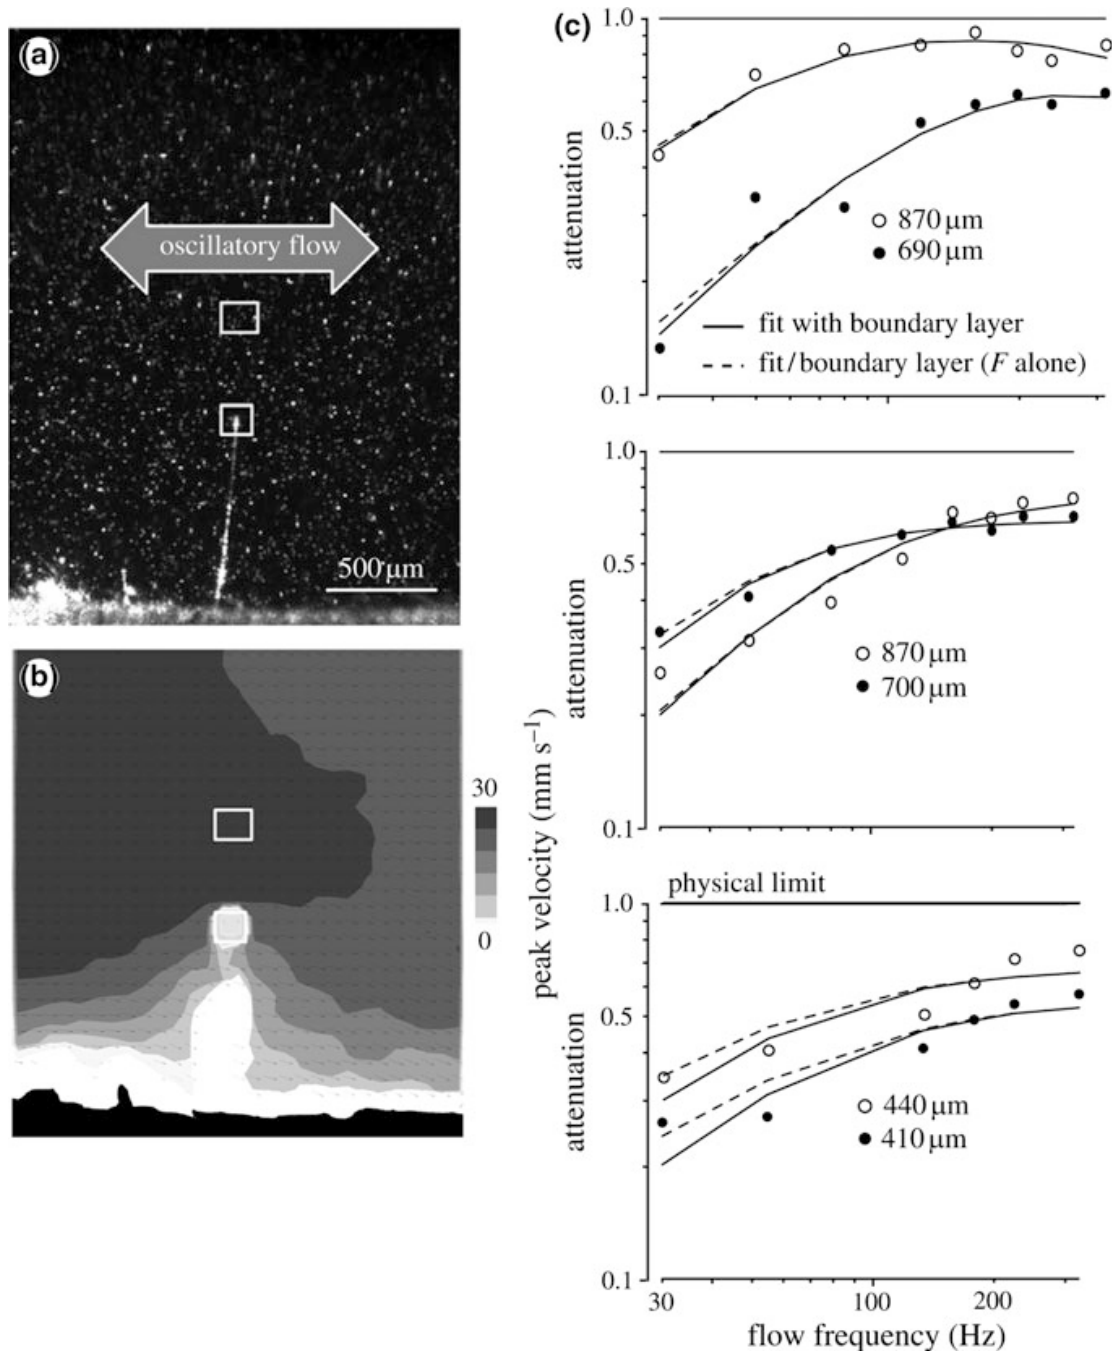 (a)
oscillatory flow
500 μm
(b)
30
0
peak velocity (mm s⁻¹)
(c)
1.0
0.5
0.1
attenuation
870 μm
690 μm
fit with boundary layer
fit/boundary layer (F alone)
1.0
0.5
0.1
attenuation
870 μm
700 μm
physical limit
1.0
0.5
0.1
attenuation
440 μm
410 μm
30
100
200
flow frequency (Hz)